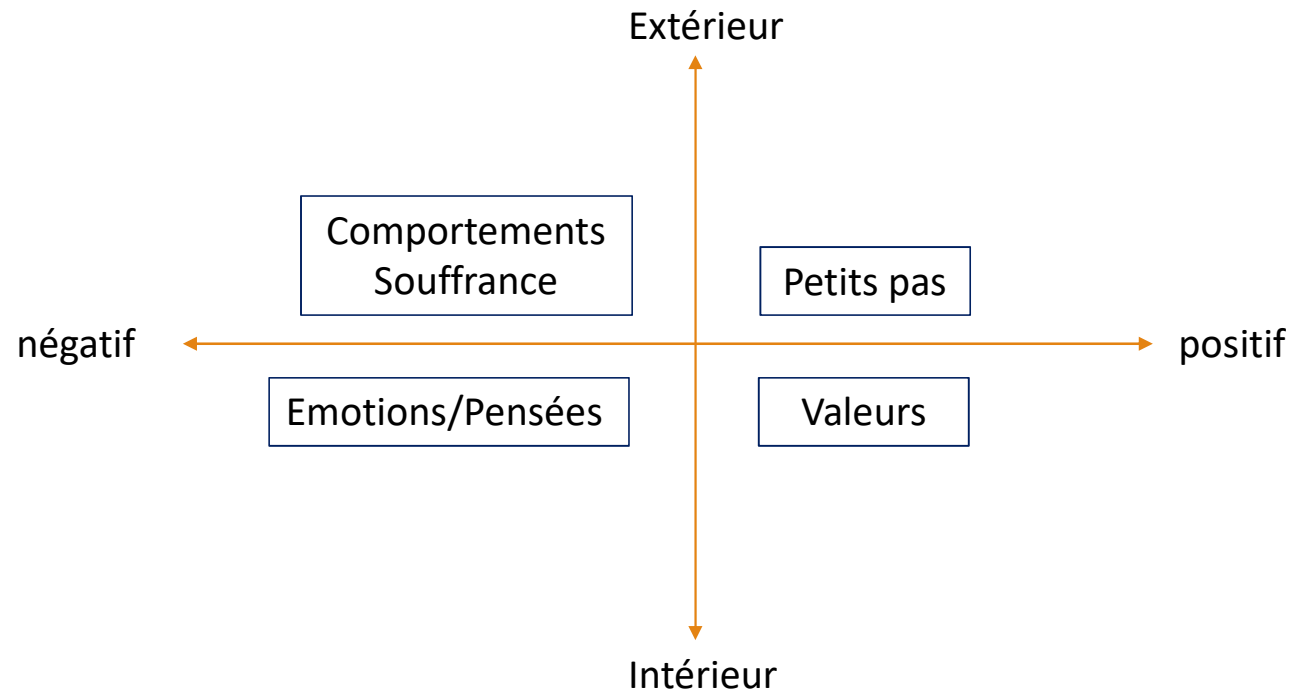 Extérieur
Comportements
Souffrance
Petits pas
négatif
positif
Emotions/Pensées
Valeurs
Intérieur